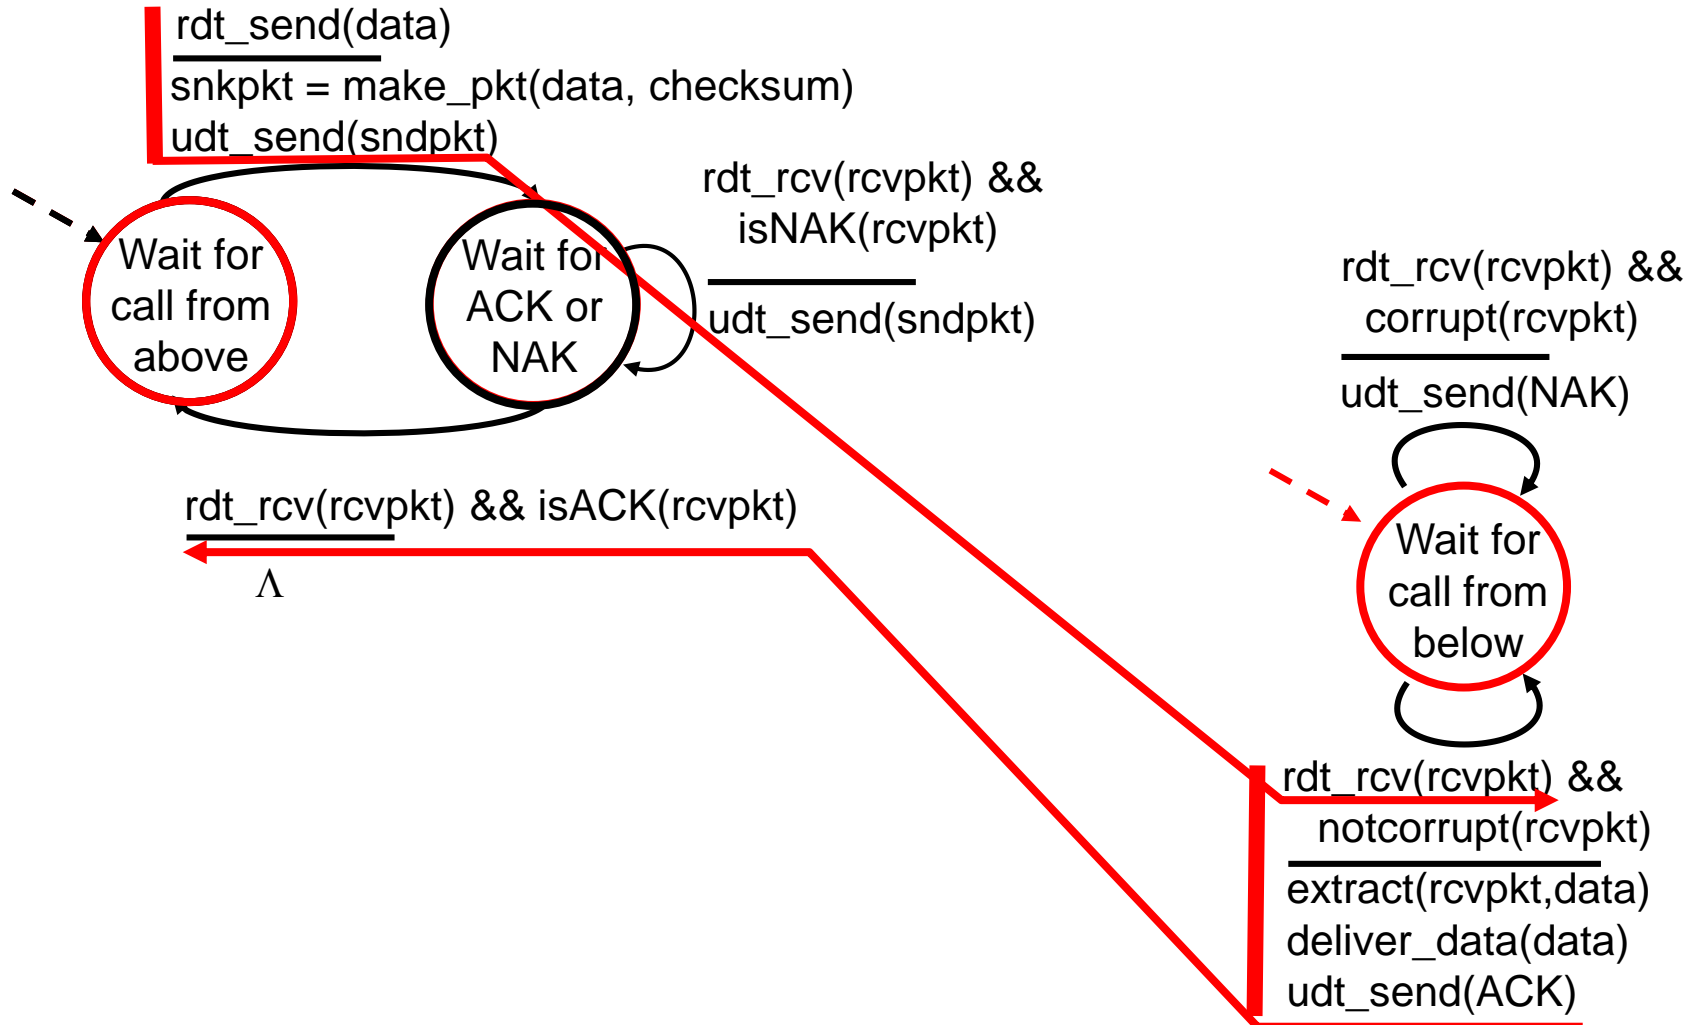 rdt_send(data)
snkpkt = make_pkt(data, checksum)
udt_send(sndpkt)
Wait for
call from
above
Wait for
ACK or
NAK
rdt_rcv(rcvpkt) &&
isNAK(rcvpkt)
udt_send(sndpkt)
rdt_rcv(rcvpkt) && isACK(rcvpkt)
Λ
rdt_rcv(rcvpkt) &&
corrupt(rcvpkt)
udt_send(NAK)
Wait for
call from
below
rdt_rcv(rcvpkt) &&
notcorrupt(rcvpkt)
extract(rcvpkt,data)
deliver_data(data)
udt_send(ACK)